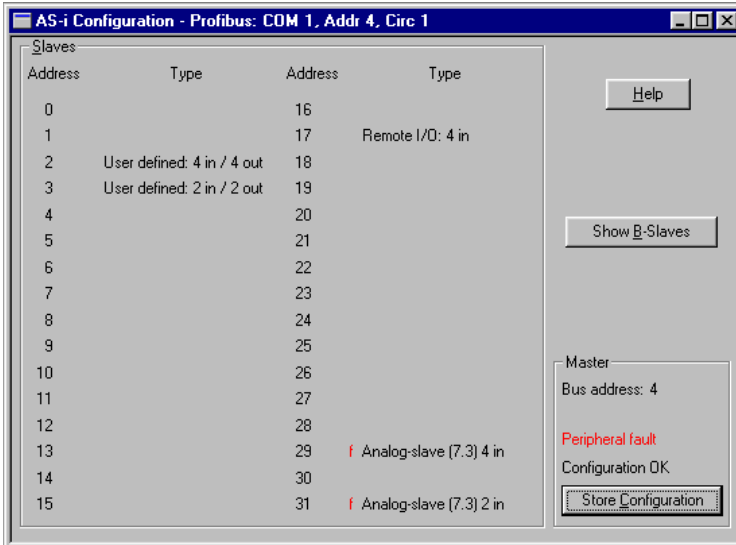 AS-i Configuration - Profibus: COM 1, Addr 4, Circ 1
Slaves
Address Type Address Type
0 16
1 17 Remote I/O: 4 in
2 User defined: 4 in / 4 out 18
3 User defined: 2 in / 2 out 19
4 20
5 21
6 22
7 23
8 24
9 25
10 26
11 27
12 28
13 29 f Analog-slave (7.3) 4 in
14 30
15 31 f Analog-slave (7.3) 2 in
Help
Show B-Slaves
Master
Bus address: 4
Peripheral fault
Configuration OK
Store Configuration